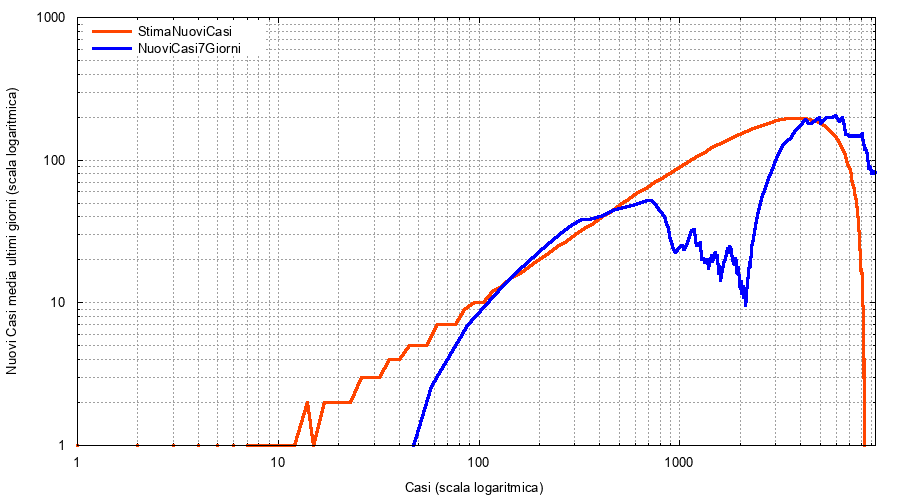 1000
StimaNuoviCasi
NuoviCasi7Giorni
100
10
1
Nuovi Casi media ultimi giorni (scala logaritmica)
1
10
100
1000
Casi (scala logaritmica)